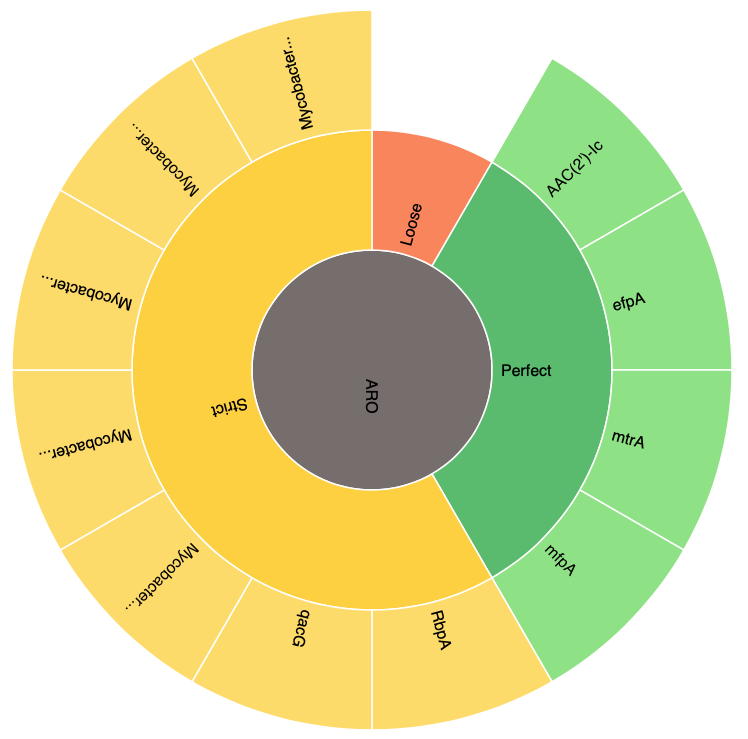 ARO
Loose
Perfect
Strict
AAC(2')-Ic
efpA
mtrA
mfpA
RbpA
qacG
Mycobacter...
Mycobacter...
Mycobacter...
Mycobacter...
Mycobacter...